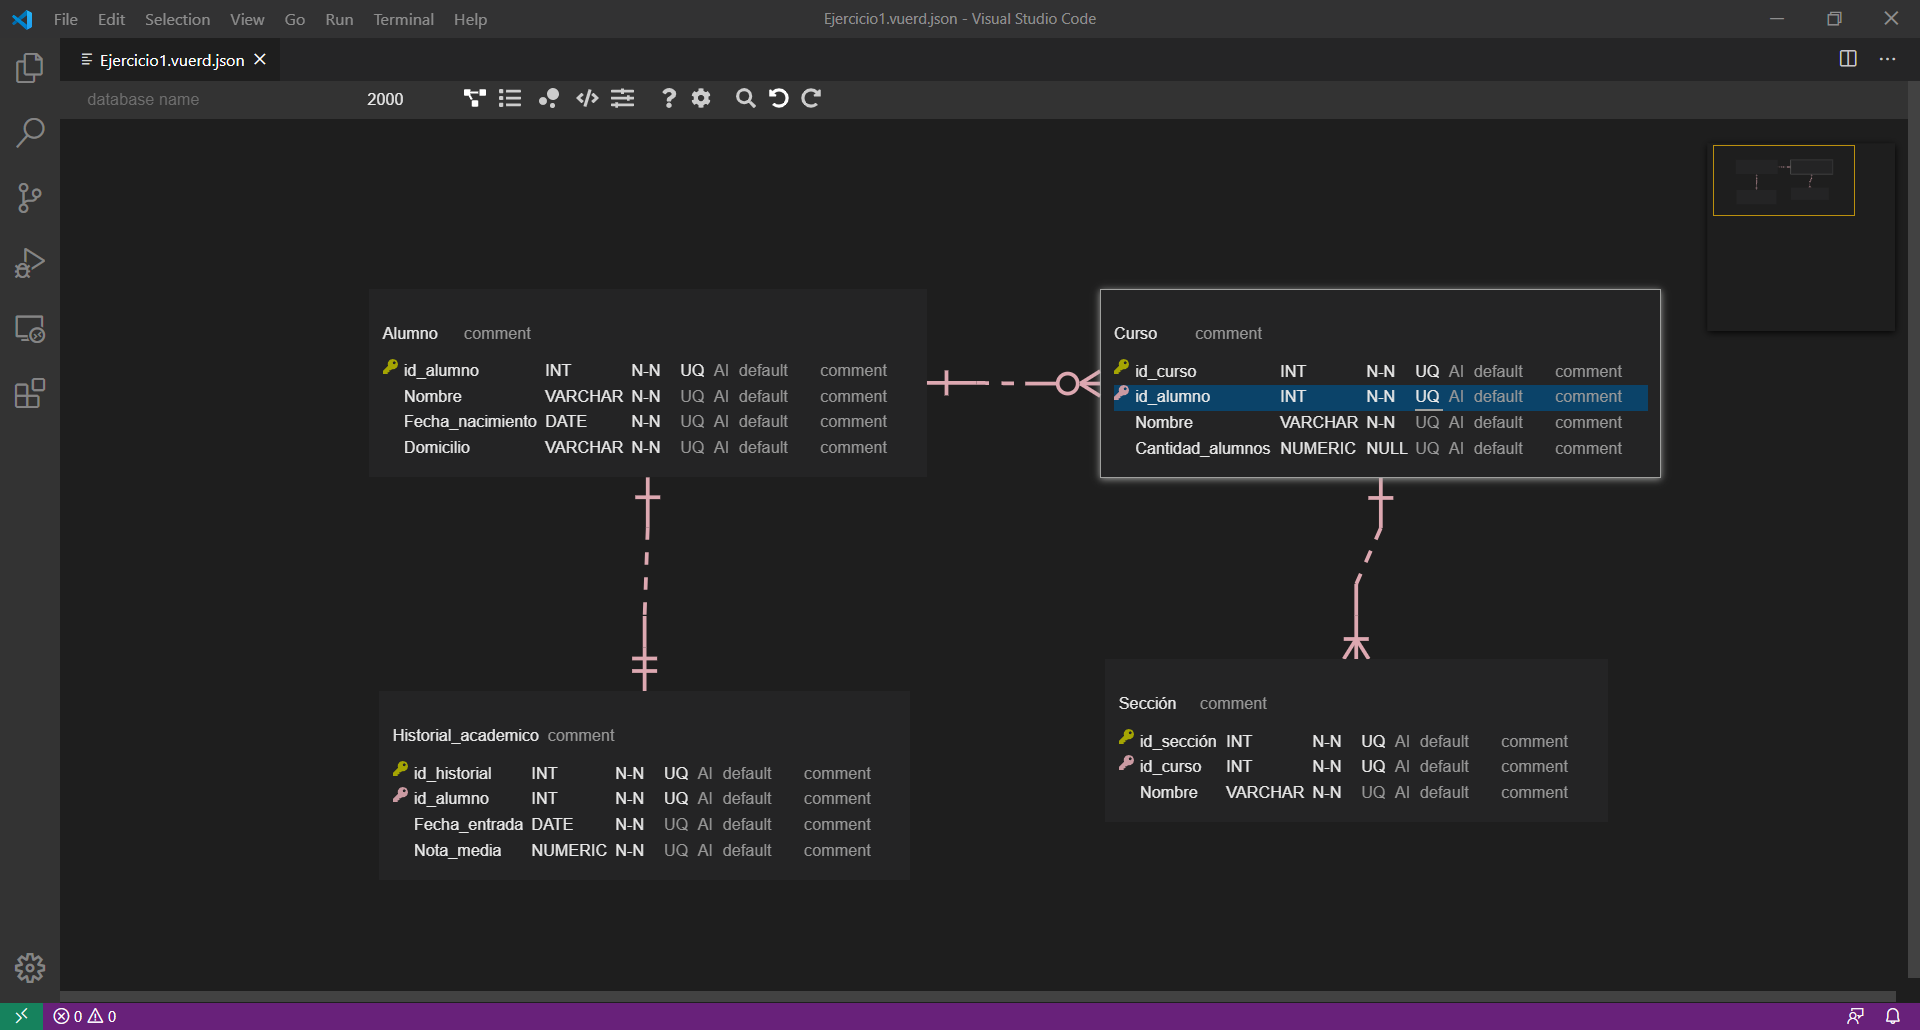 File Edit Selection View Go Run Terminal Help Ejercicio1.vuerd.json - Visual Studio Code
Ejercicio1.vuerd.json
database name 2000
Alumno comment
id_alumno INT N-N UQ AI default comment
Nombre VARCHAR N-N UQ AI default comment
Fecha_nacimiento DATE N-N UQ AI default comment
Domicilio VARCHAR N-N UQ AI default comment
Curso comment
id_curso INT N-N UQ AI default comment
id_alumno INT N-N UQ AI default comment
Nombre VARCHAR N-N UQ AI default comment
Cantidad_alumnos NUMERIC NULL UQ AI default comment
Historial_academico comment
id_historial INT N-N UQ AI default comment
id_alumno INT N-N UQ AI default comment
Fecha_entrada DATE N-N UQ AI default comment
Nota_media NUMERIC N-N UQ AI default comment
Sección comment
id_sección INT N-N UQ AI default comment
id_curso INT N-N UQ AI default comment
Nombre VARCHAR N-N UQ AI default comment
0 0